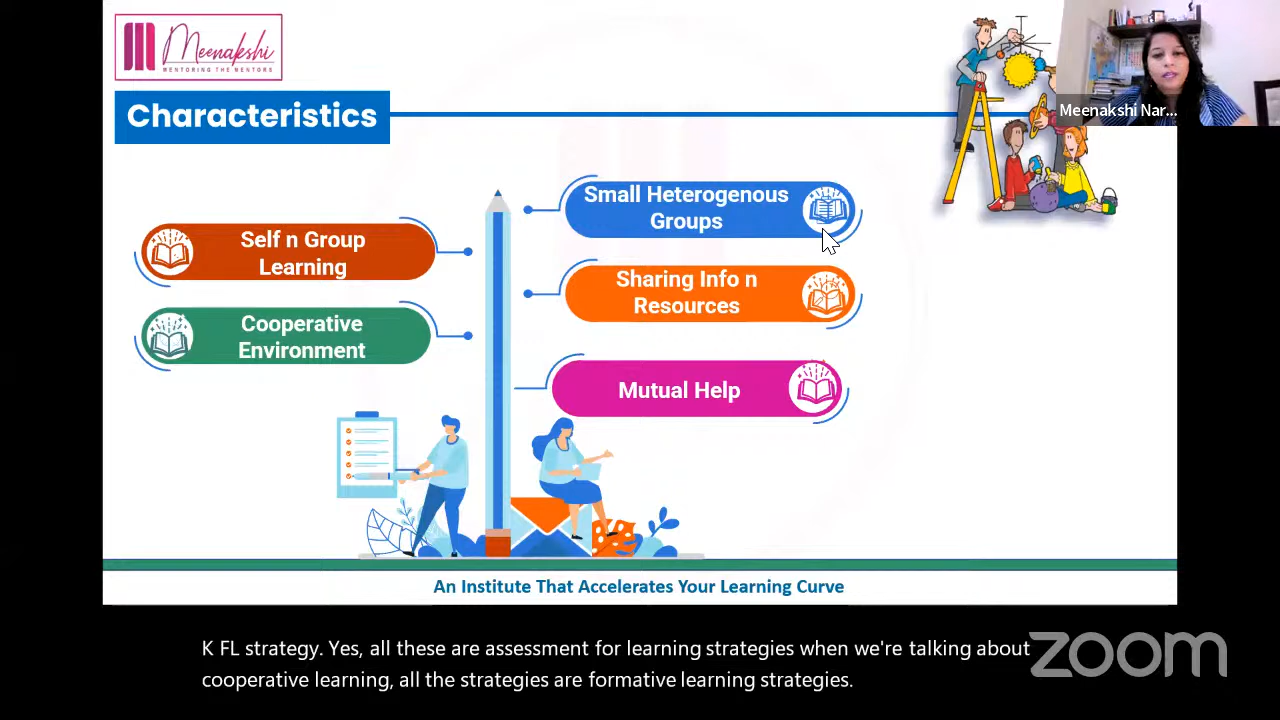 Meenakshi
MENTORING THE MENTORS
Characteristics
Meenakshi Nar...
Small Heterogenous
Groups
Self n Group
Learning
Sharing Info n
Resources
Cooperative
Environment
Mutual Help
An Institute That Accelerates Your Learning Curve
K FL strategy. Yes, all these are assessment for learning strategies when we're talking about
cooperative learning, all the strategies are formative learning strategies.
zoom